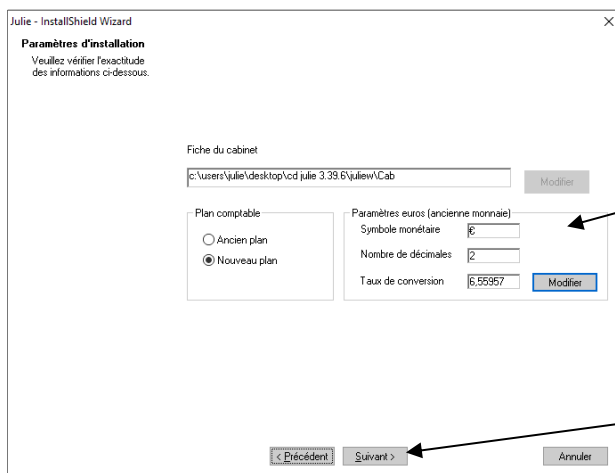 Julie - InstallShield Wizard
Paramètres d'installation
Veuillez vérifier l'exactitude
des informations ci-dessous.
Fiche du cabinet
c:\users\julie\desktop\cd julie 3.39.6\juliew\Cab
Modifier
Plan comptable
Ancien plan
Nouveau plan
Paramètres euros (ancienne monnaie)
Symbole monétaire €
Nombre de décimales 2
Taux de conversion 6,55957 Modifier
< Précédent Suivant > Annuler